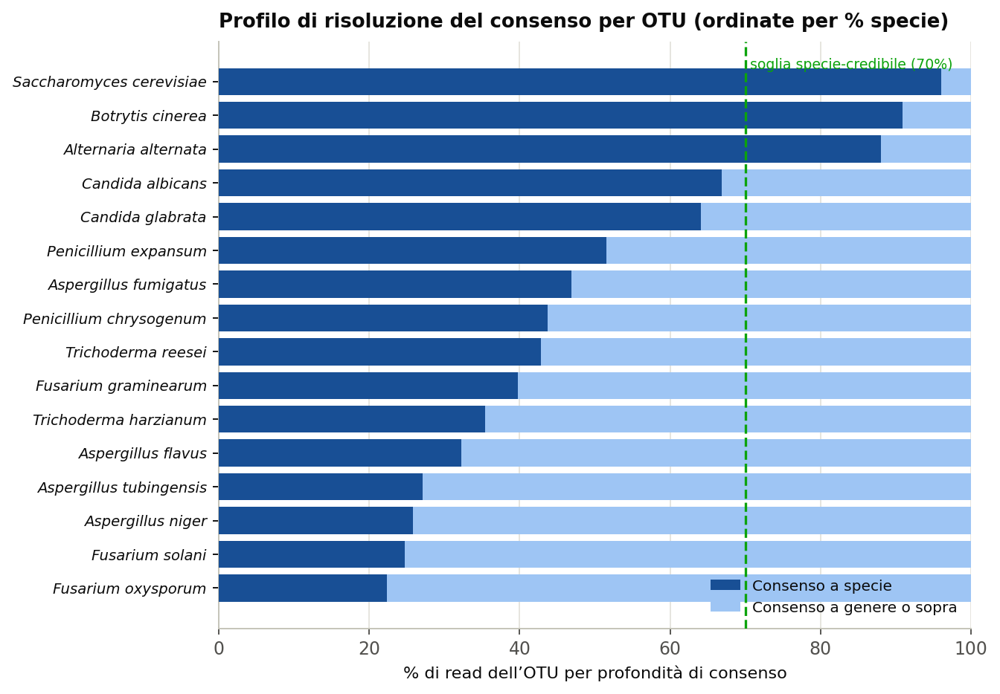 Profilo di risoluzione del consenso per OTU (ordinate per % specie)
soglia specie-credibile (70%)
Saccharomyces cerevisiae
Botrytis cinerea
Alternaria alternata
Candida albicans
Candida glabrata
Penicillium expansum
Aspergillus fumigatus
Penicillium chrysogenum
Trichoderma reesei
Fusarium graminearum
Trichoderma harzianum
Aspergillus flavus
Aspergillus tubingensis
Aspergillus niger
Fusarium solani
Fusarium oxysporum
Consenso a specie
Consenso a genere o sopra
0 20 40 60 80 100
% di read dell’OTU per profondità di consenso